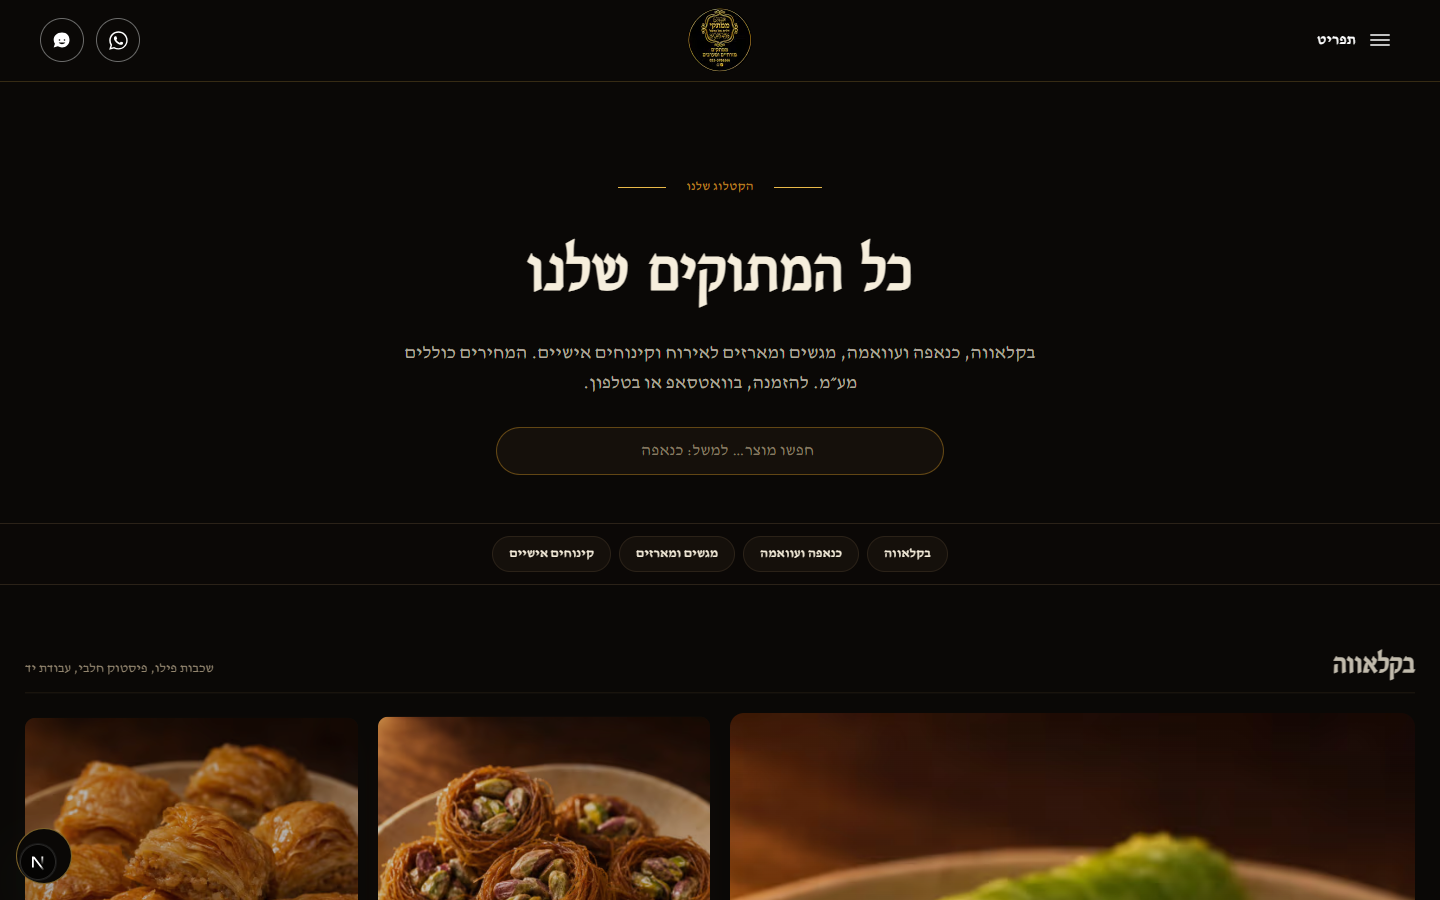 תפריט
ממתקי
הקטלוג שלנו
כל המתוקים שלנו
בקלאווה, כנאפה ועוואמה, מגשים ומארזים לאירוח וקינוחים אישיים. המחירים כוללים
מע״מ. להזמנה, בוואטסאפ או בטלפון.
חפשו מוצר... למשל: כנאפה
בקלאווה
כנאפה ועוואמה
מגשים ומארזים
קינוחים אישיים
בקלאווה
שכבות פילו, פיסטוק חלבי, עבודת יד
N